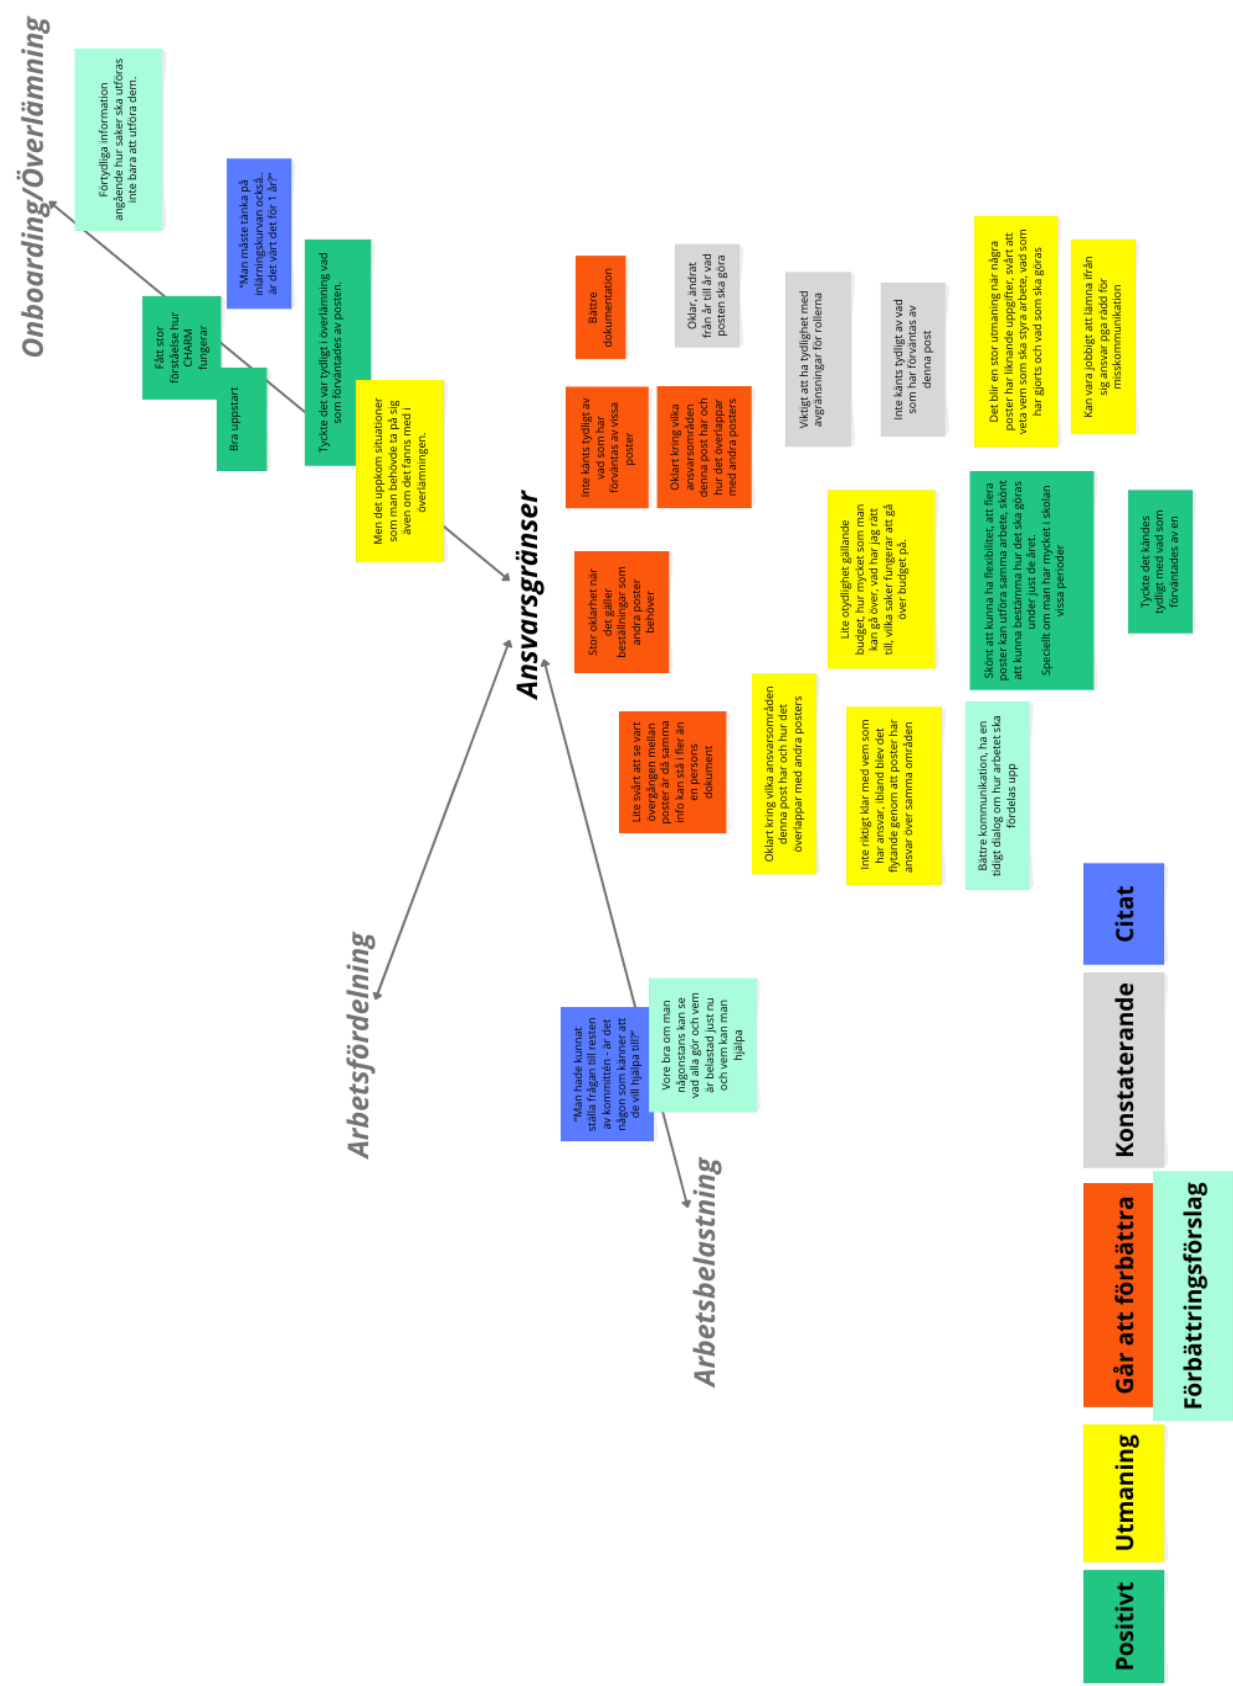 Onboarding/Överlämning
Förtydliga information
angående hur saker ska utföras
inte bara att utföra dem.
Fått stor
förståelse hur
CHARM
fungerar
Bra uppstart
"Man måste tänka på
inlärningskurvan också..
är det värt det för 1 år?"
Tyckte det var tydligt i överlämning vad
som förväntades av posten.
Men det uppkom situationer
som man behövde ta på sig
även om det fanns med i
överlämningen.
Arbetsfördelning
Ansvarsgränser
"Man hade kunnat
ställa frågan till resten
av kommittén - är det
någon som känner att
de vill hjälpa till?"
Vore bra om man
någonstans kan se
vad alla gör och vem
är belastad just nu
och vem kan man
hjälpa
Arbetsbelastning
Lite svårt att se vart
övergången mellan
poster är då samma
info kan stå i fler än
en persons
dokument
Stor oklarhet när
det gäller
beställningar som
andra poster
behöver
Inte känts tydligt av
vad som har
förväntats av vissa
poster
Bättre
dokumentation
Oklart kring vilka
ansvarsområden
denna post har och
hur det överlappar
med andra posters
Oklar, ändrat
från år till år vad
posten ska göra
Oklart kring vilka ansvarsområden
denna post har och hur det
överlappar med andra posters
Viktigt att ha tydlighet med
avgränsningar för rollerna
Inte riktigt klar med vem som
har ansvar, ibland blev det
flytande genom att poster har
ansvar över samma områden
Lite otydlighet gällande
budget, hur mycket som man
kan gå över, vad har jag rätt
till, vilka saker fungerar att gå
över budget på.
Inte känts tydligt av vad
som har förväntas av
denna post
Bättre kommunikation, ha en
tidigt dialog om hur arbetet ska
fördelas upp
Skönt att kunna ha flexibilitet, att flera
poster kan utföra samma arbete, skönt
att kunna bestämma hur det ska göras
under just de året.
Speciellt om man har mycket i skolan
vissa perioder
Det blir en stor utmaning när några
poster har liknande uppgifter, svårt att
veta vem som ska styra arbete, vad som
har gjorts och vad som ska göras
Kan vara jobbigt att lämna ifrån
sig ansvar pga rädd för
misskommunikation
Tyckte det kändes
tydligt med vad som
förväntades av en
Positivt
Utmaning
Går att förbättra
Konstaterande
Citat
Förbättringsförslag